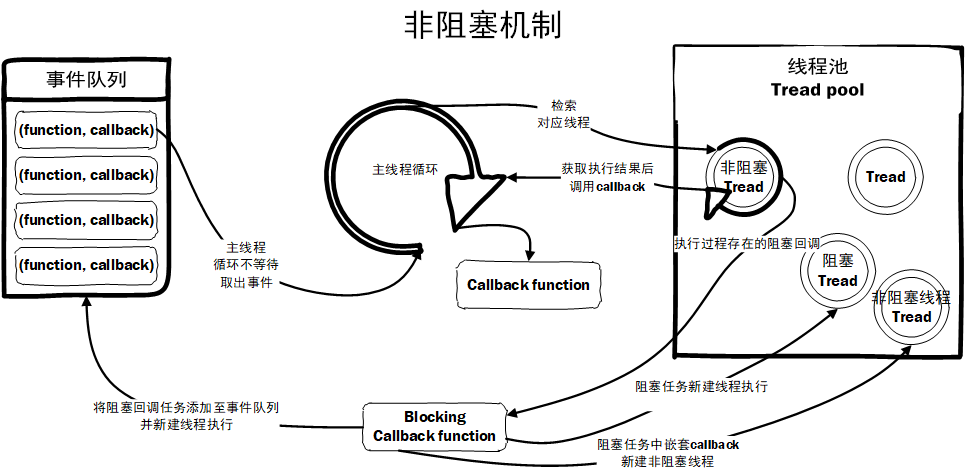 非阻塞机制
事件队列
(function, callback)
(function, callback)
(function, callback)
(function, callback)
主线程
循环不等待
取出事件
主线程循环
检索
对应线程
获取执行结果后
调用callback
Callback function
线程池
Tread pool
非阻塞
Tread
Tread
执行过程存在的阻塞回调
阻塞
Tread
非阻塞线程
Tread
将阻塞回调任务添加至事件队列
并新建线程执行
Blocking
Callback function
阻塞任务新建线程执行
阻塞任务中嵌套callback
新建非阻塞线程